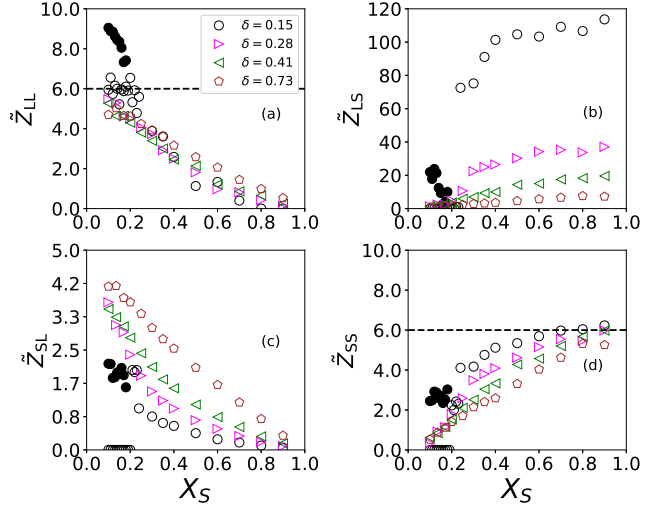 10.0
8.0
6.0
4.0
2.0
0.0
0.0 0.2 0.4 0.6 0.8 1.0
Z̃LL
δ = 0.15
δ = 0.28
δ = 0.41
δ = 0.73
(a)
120
100
80
60
40
20
0
0.0 0.2 0.4 0.6 0.8 1.0
Z̃LS
(b)
5.0
4.2
3.3
2.5
1.7
0.8
0.0
0.0 0.2 0.4 0.6 0.8 1.0
Z̃SL
(c)
XS
10.0
8.0
6.0
4.0
2.0
0.0
0.0 0.2 0.4 0.6 0.8 1.0
Z̃SS
(d)
XS